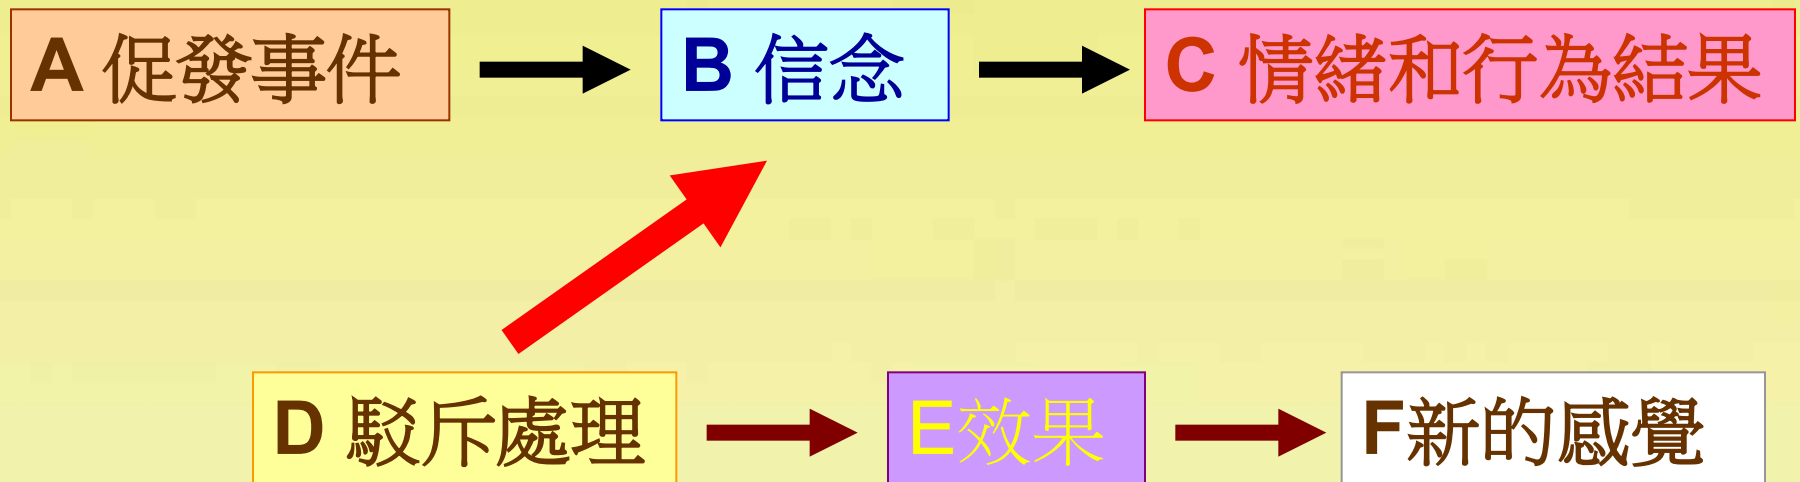 A 促發事件
B 信念
C 情緒和行為結果
D 駁斥處理
E效果
F新的感覺